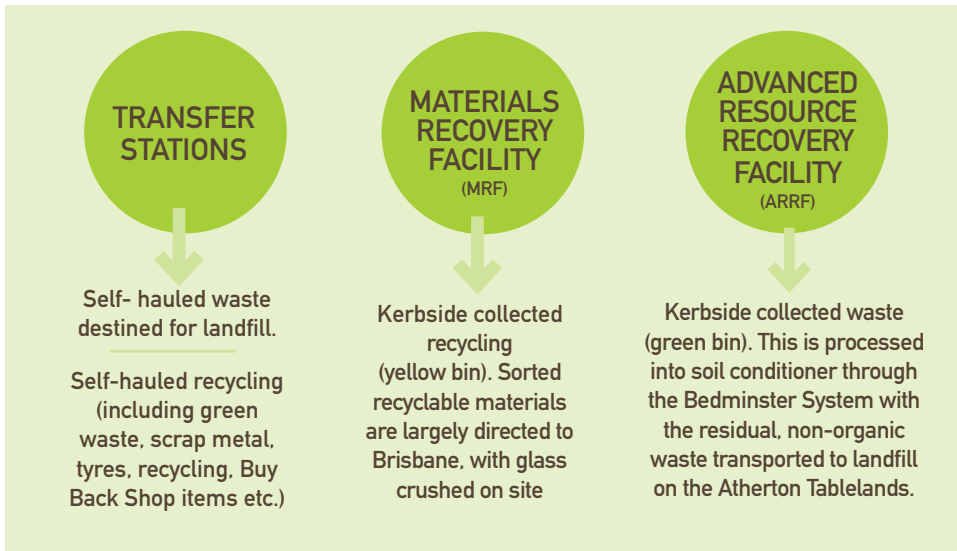 TRANSFER
STATIONS
Self- hauled waste
destined for landfill.
Self-hauled recycling
(including green
waste, scrap metal,
tyres, recycling, Buy
Back Shop items etc.)
MATERIALS
RECOVERY
FACILITY
(MRF)
Kerbside collected
recycling
(yellow bin). Sorted
recyclable materials
are largely directed to
Brisbane, with glass
crushed on site
ADVANCED
RESOURCE
RECOVERY
FACILITY
(ARRF)
Kerbside collected waste
(green bin). This is processed
into soil conditioner through
the Bedminster System with
the residual, non-organic
waste transported to landfill
on the Atherton Tablelands.